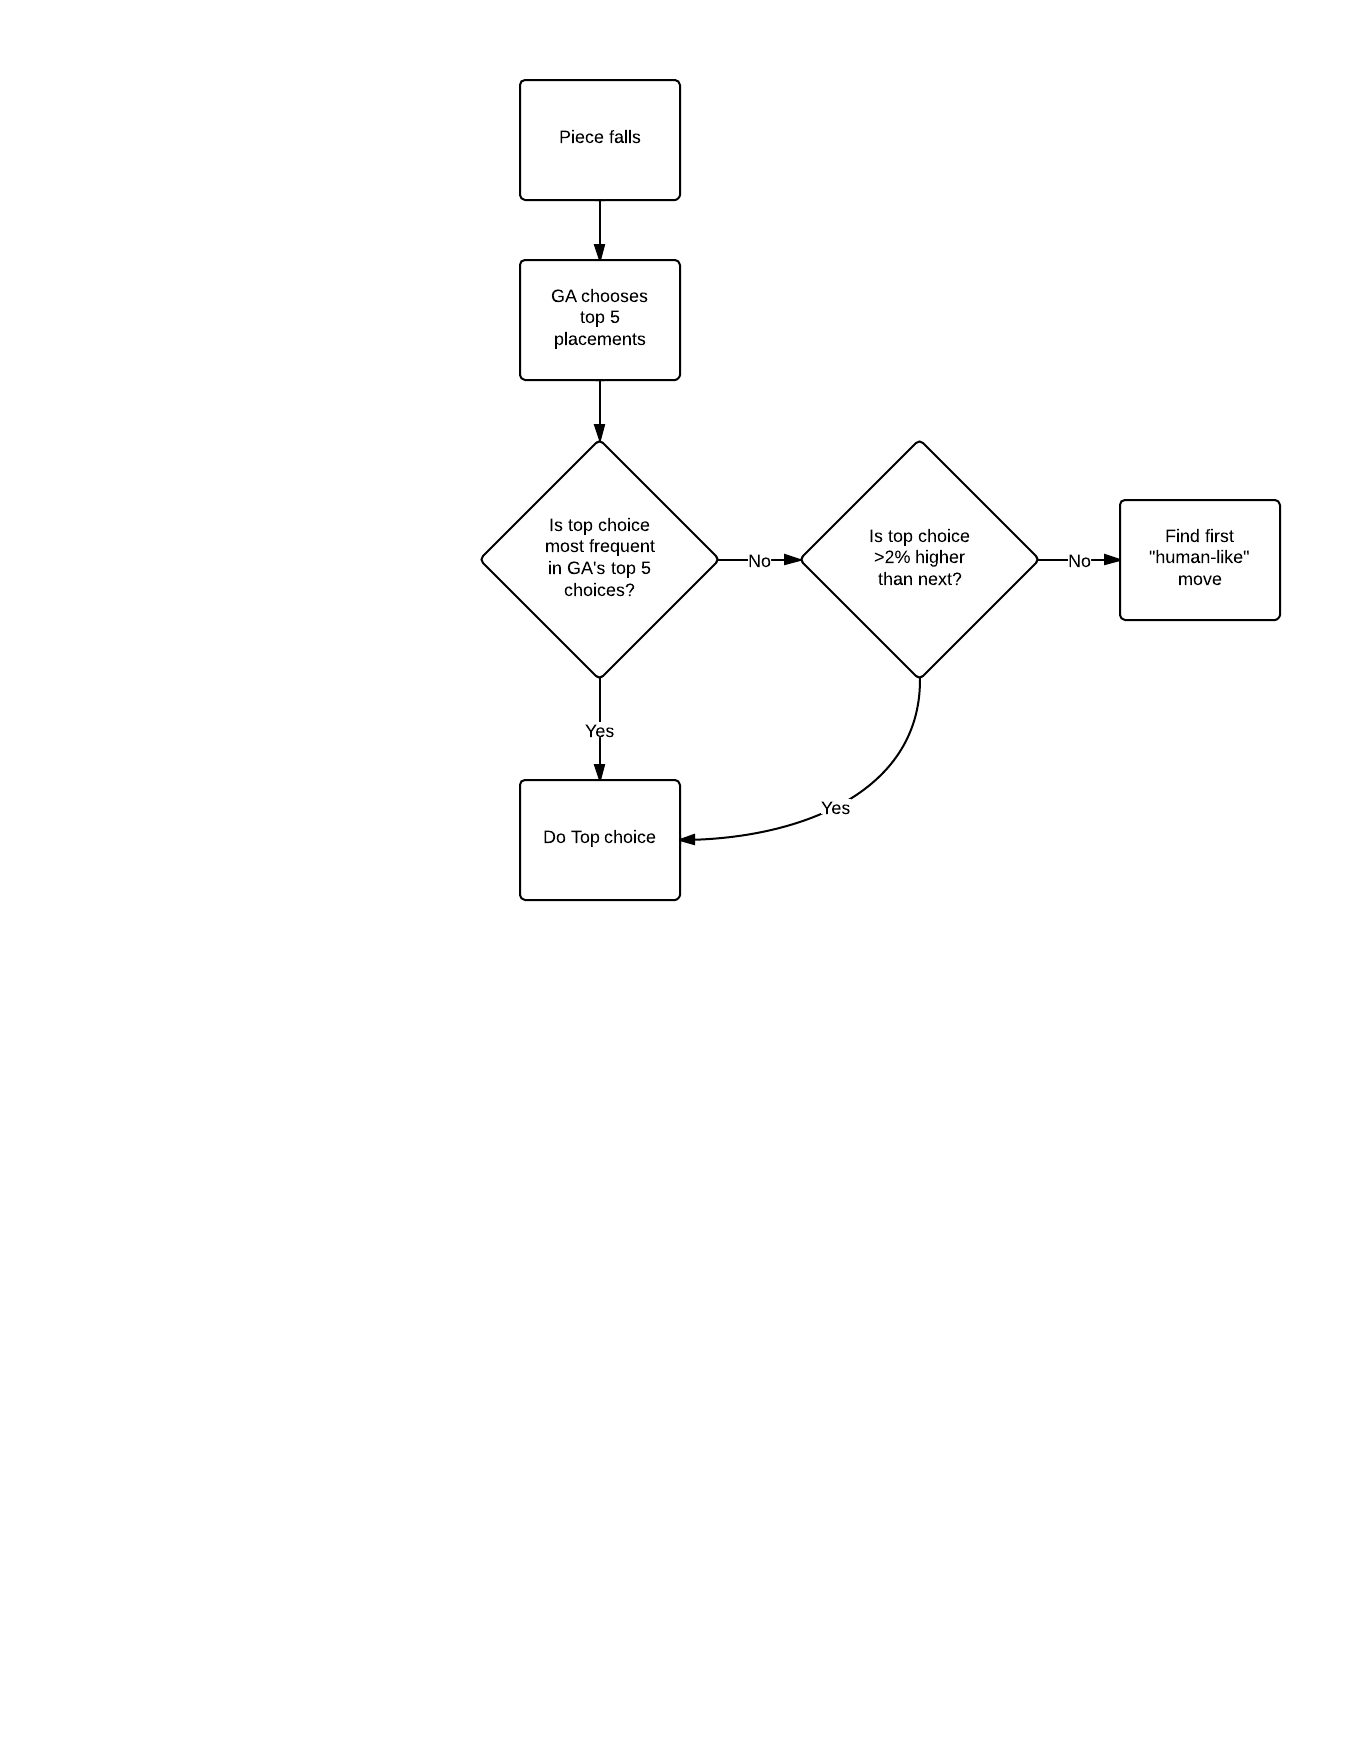 Piece falls
GA chooses
top 5
placements
Is top choice
most frequent
in GA's top 5
choices?
No
Is top choice
>2% higher
than next?
No
Find first
"human-like"
move
Yes
Yes
Do Top choice